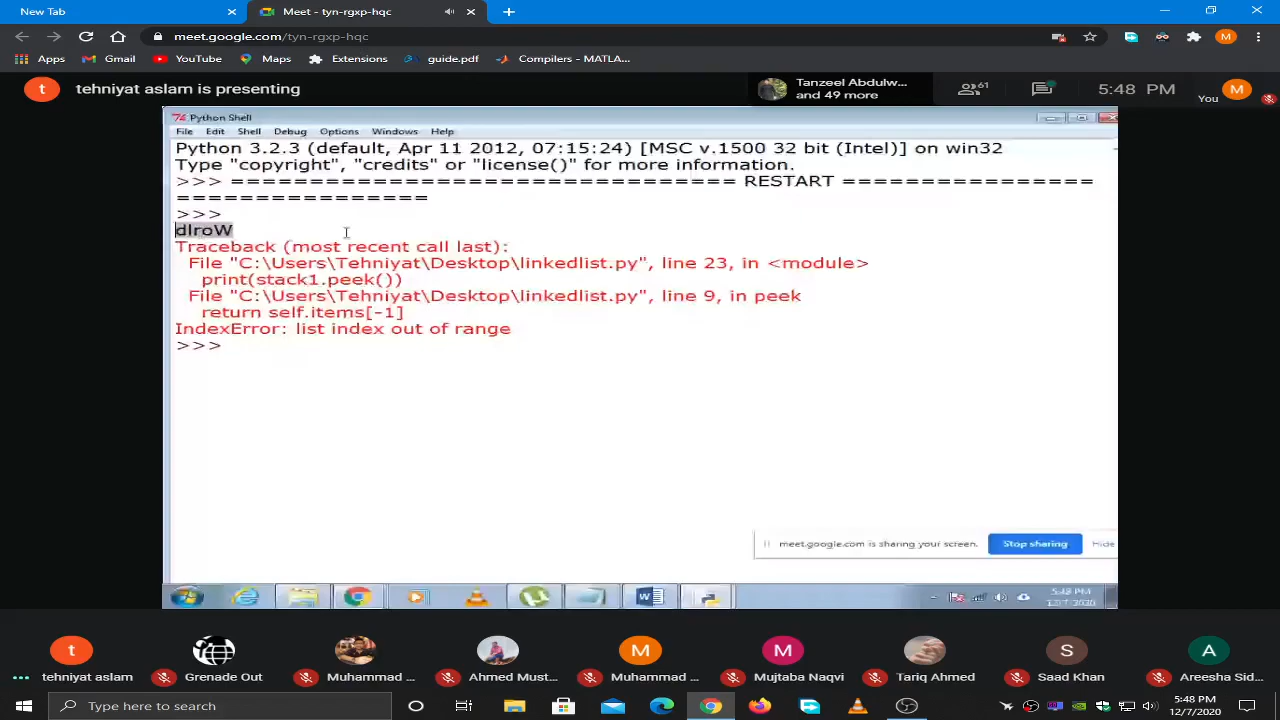 New Tab
Meet - tyn-rgxp-hqc
meet.google.com/tyn-rgxp-hqc
Apps
Gmail
YouTube
Maps
Extensions
guide.pdf
Compilers - MATLA...
t
tehniyat aslam is presenting
Tanzeel Abdulw...
and 49 more
61
5:48 PM
You
M
Python Shell
File Edit Shell Debug Options Windows Help
Python 3.2.3 (default, Apr 11 2012, 07:15:24) [MSC v.1500 32 bit (Intel)] on win32
Type "copyright", "credits" or "license()" for more information.
>>> ================================ RESTART ================
================
>>>
dlroW
Traceback (most recent call last):
File "C:\Users\Tehniyat\Desktop\linkedlist.py", line 23, in <module>
print(stack1.peek())
File "C:\Users\Tehniyat\Desktop\linkedlist.py", line 9, in peek
return self.items[-1]
IndexError: list index out of range
>>>
meet.google.com is sharing your screen.
Stop sharing
Hide
5:48 PM
12/7/2020
t
M
M
S
A
tehniyat aslam
Grenade Out
Muhammad ...
Ahmed Must...
Muhammad ...
Mujtaba Naqvi
Tariq Ahmed
Saad Khan
Areesha Sid...
Type here to search
5:48 PM
12/7/2020